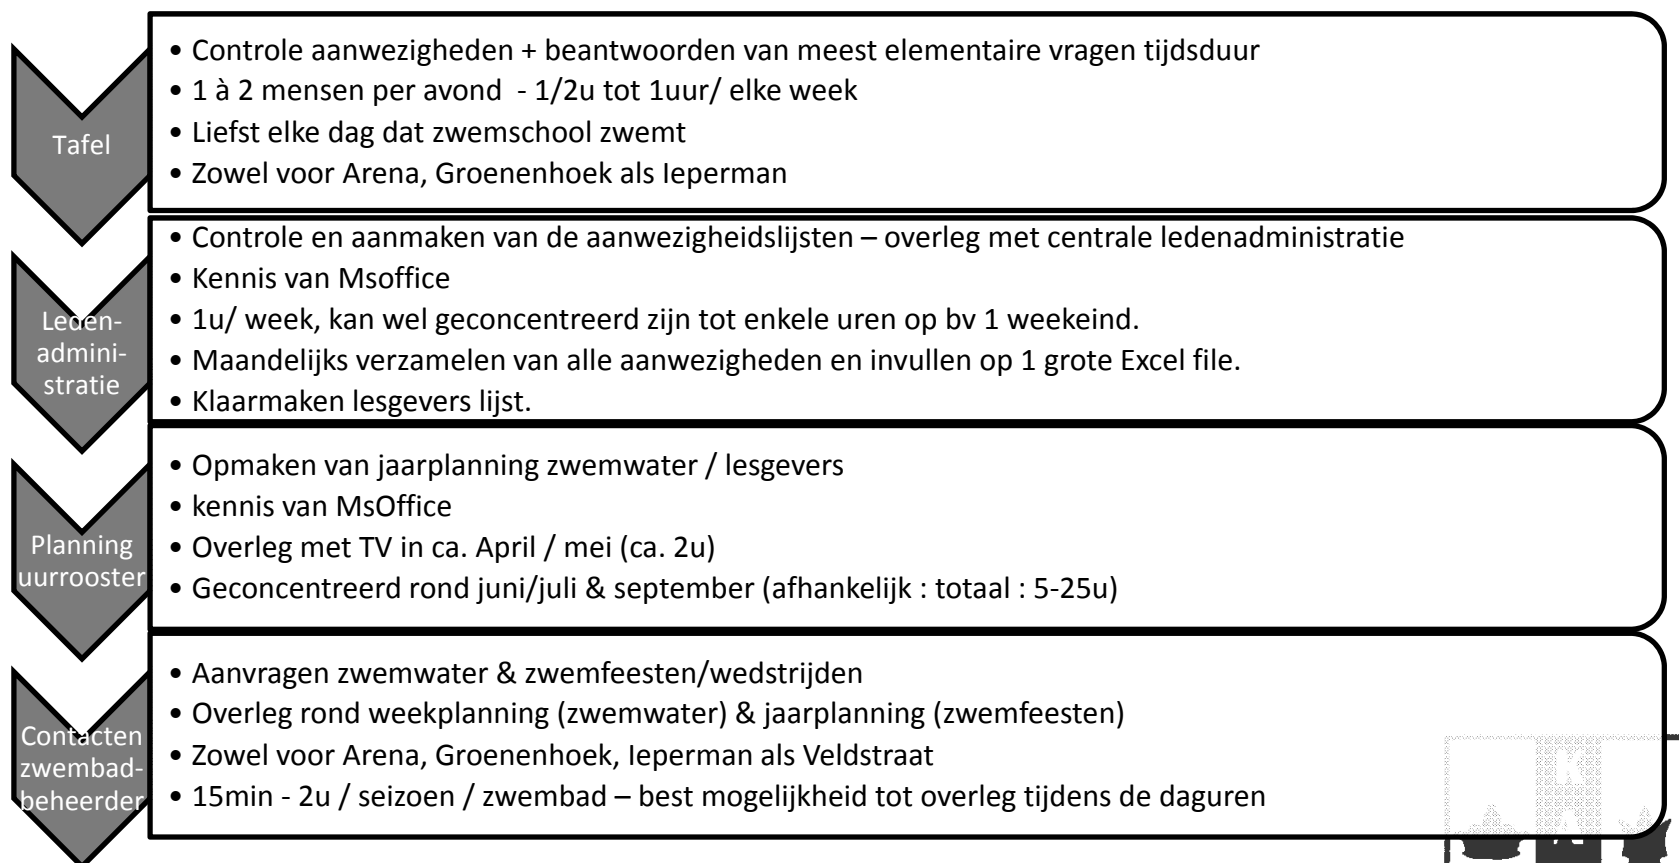 Tafel
• Controle aanwezigheden + beantwoorden van meest elementaire vragen tijdsduur
• 1 à 2 mensen per avond  - 1/2u tot 1uur/ elke week
• Liefst elke dag dat zwemschool zwemt
• Zowel voor Arena, Groenenhoek als Ieperman
Leden-
admini-
stratie
• Controle en aanmaken van de aanwezigheidslijsten – overleg met centrale ledenadministratie
• Kennis van Msoffice
• 1u/ week, kan wel geconcentreerd zijn tot enkele uren op bv 1 weekeind.
• Maandelijks verzamelen van alle aanwezigheden en invullen op 1 grote Excel file.
• Klaarmaken lesgevers lijst.
Planning
uurrooster
• Opmaken van jaarplanning zwemwater / lesgevers
• kennis van MsOffice
• Overleg met TV in ca. April / mei (ca. 2u)
• Geconcentreerd rond juni/juli & september (afhankelijk : totaal : 5-25u)
Contacten
zwembad-
beheerder
• Aanvragen zwemwater & zwemfeesten/wedstrijden
• Overleg rond weekplanning (zwemwater) & jaarplanning (zwemfeesten)
• Zowel voor Arena, Groenenhoek, Ieperman als Veldstraat
• 15min - 2u / seizoen / zwembad – best mogelijkheid tot overleg tijdens de daguren
K